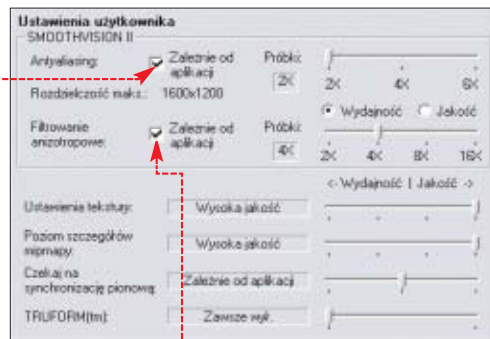 Ustawienia użytkownika
SMOOTHVISION II
Antyaliasing: Zależnie od aplikacji Próbki: 2X
2X 4X 6X
Rozdzielczość maks.: 1600x1200
Wydajność Jakość
Filtrowanie anizotropowe: Zależnie od aplikacji Próbki: 4X
2X 4X 8X 16X
<- Wydajność | Jakość ->
Ustawienia tekstury: Wysoka jakość
Poziom szczegółów mipmapy: Wysoka jakość
Czekaj na synchronizację pionową: Zależnie od aplikacji
TRUFORM(tm): Zawsze wył.